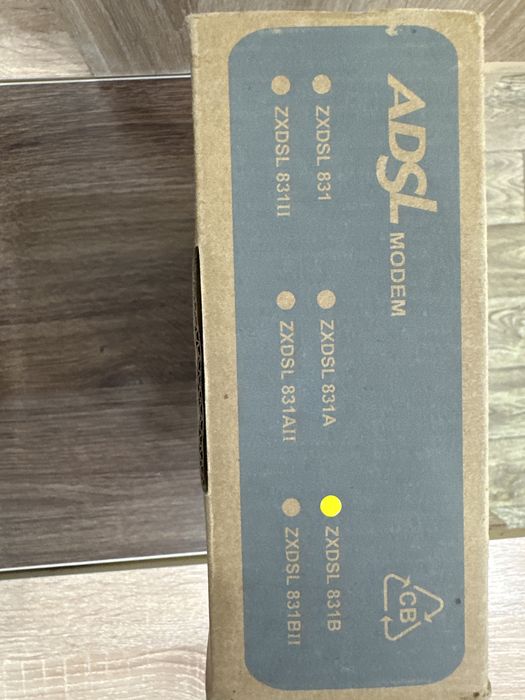 ADSL MODEM
CB
ZXDSL 831
ZXDSL 831A
ZXDSL 831B
ZXDSL 831II
ZXDSL 831AII
ZXDSL 831BII